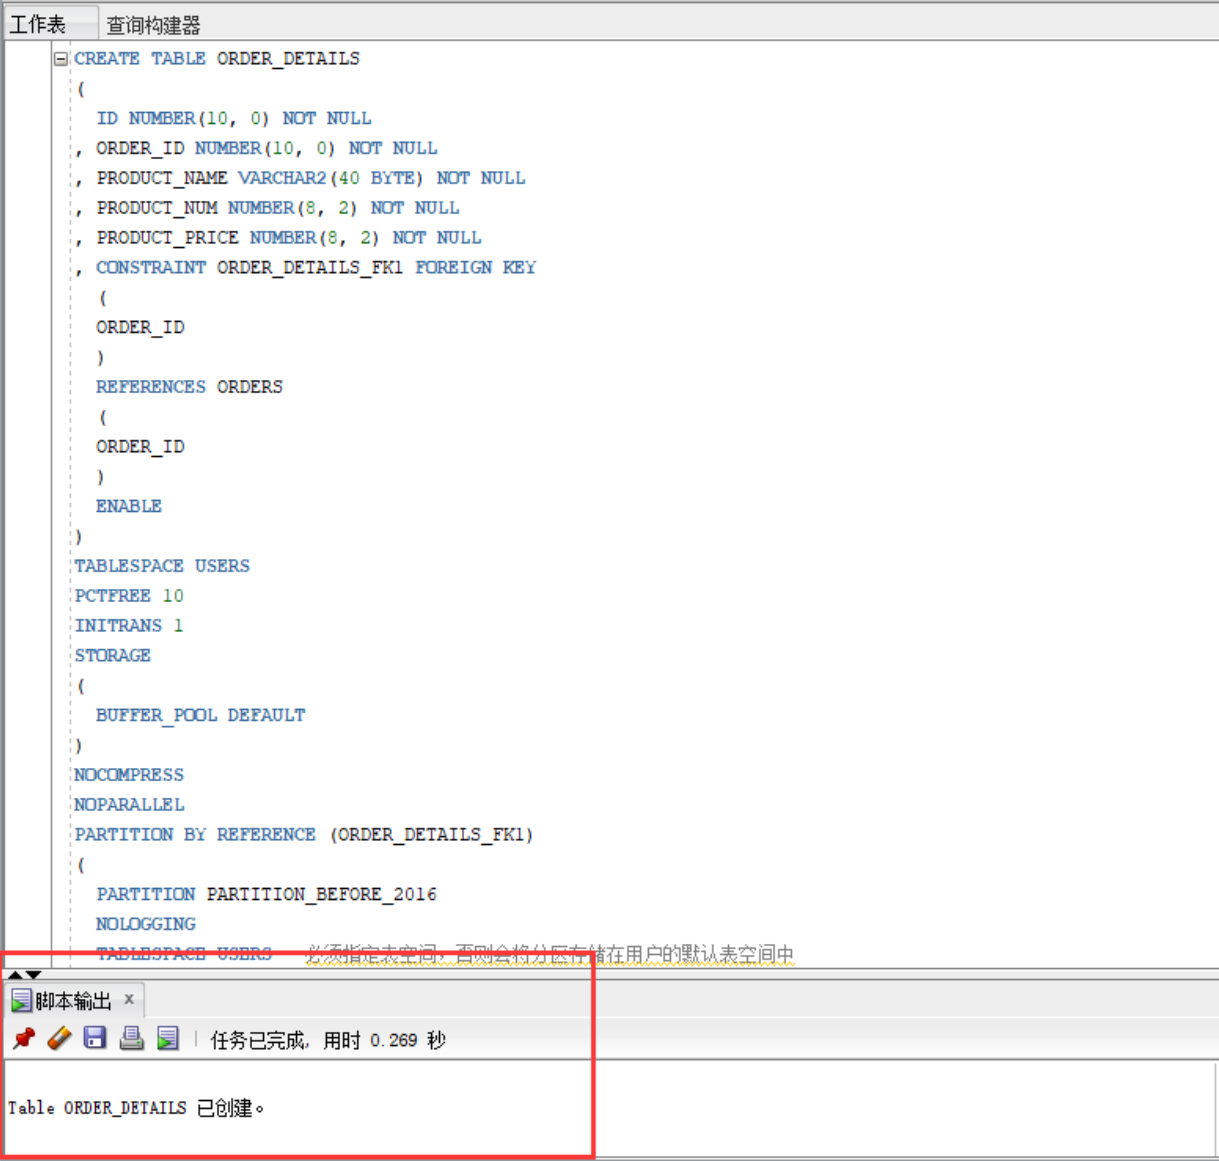 工作表 查询构建器
CREATE TABLE ORDER_DETAILS
(
ID NUMBER(10, 0) NOT NULL
, ORDER_ID NUMBER(10, 0) NOT NULL
, PRODUCT_NAME VARCHAR2(40 BYTE) NOT NULL
, PRODUCT_NUM NUMBER(8, 2) NOT NULL
, PRODUCT_PRICE NUMBER(8, 2) NOT NULL
, CONSTRAINT ORDER_DETAILS_FK1 FOREIGN KEY
(
ORDER_ID
)
REFERENCES ORDERS
(
ORDER_ID
)
ENABLE
)
TABLESPACE USERS
PCTFREE 10
INITRANS 1
STORAGE
(
BUFFER_POOL DEFAULT
)
NOCOMPRESS
NOPARALLEL
PARTITION BY REFERENCE (ORDER_DETAILS_FK1)
(
PARTITION PARTITION_BEFORE_2016
NOLOGGING
TABLESPACE USERS 必须指定表空间，否则会将分区存储在用户的默认表空间中
脚本输出 x
任务已完成, 用时 0.269 秒
Table ORDER_DETAILS 已创建。